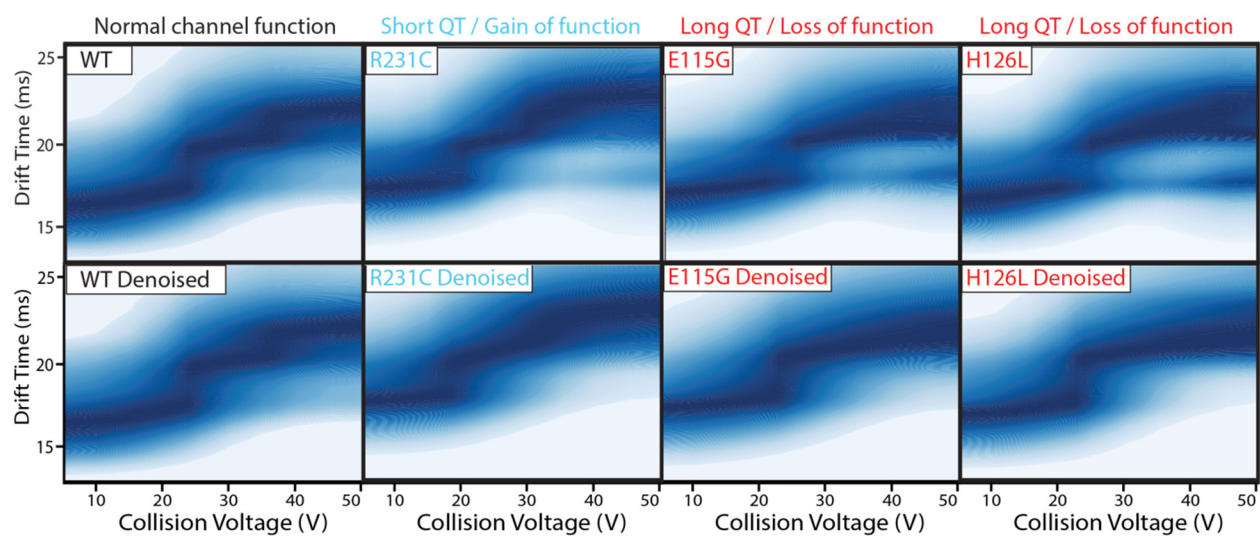 Normal channel function Short QT / Gain of function Long QT / Loss of function Long QT / Loss of function
WT R231C E115G H126L
25
20
15
Drift Time (ms)
WT Denoised R231C Denoised E115G Denoised H126L Denoised
25
20
15
Drift Time (ms)
10 20 30 40 50 10 20 30 40 50 10 20 30 40 50 10 20 30 40 50
Collision Voltage (V) Collision Voltage (V) Collision Voltage (V) Collision Voltage (V)